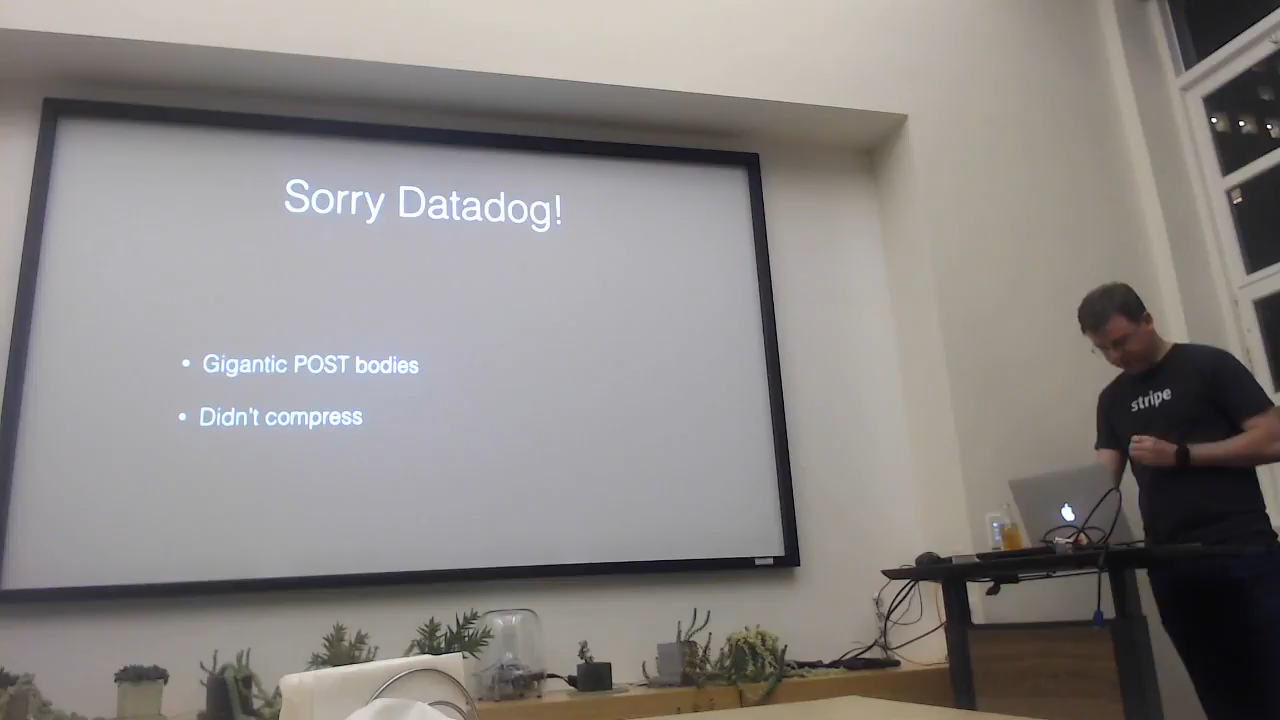 Sorry Datadog!
• Gigantic POST bodies
• Didn't compress
stripe